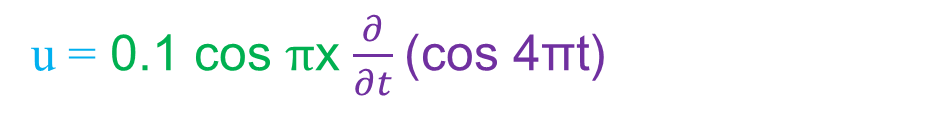 u = 0.1 cos πx ∂/∂t (cos 4πt)